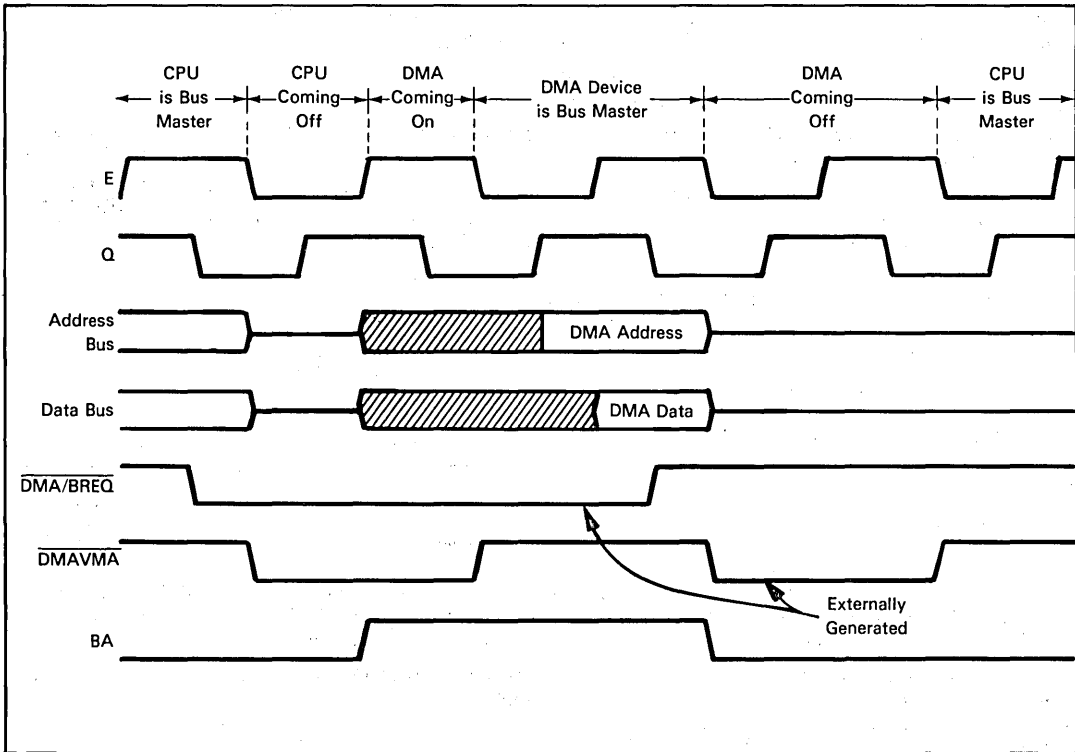 CPU
is Bus
Master
CPU
Coming
Off
DMA
Coming
On
DMA Device
is Bus Master
DMA
Coming
Off
CPU
is Bus
Master
E
Q
Address
Bus
DMA Address
Data Bus
DMA Data
DMA/BREQ
DMAVMA
Externally
Generated
BA